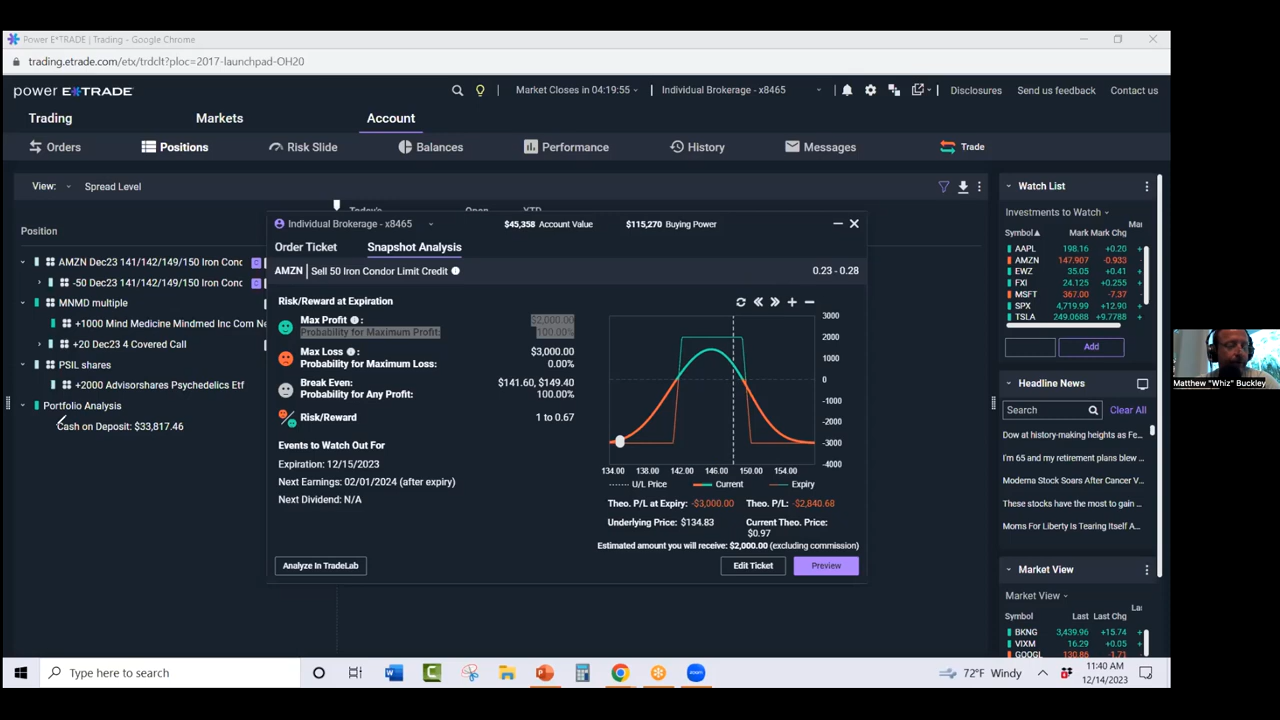 Power E*TRADE | Trading - Google Chrome
trading.etrade.com/etx/trdclt?ploc=2017-launchpad-OH20
power E*TRADE
Market Closes in 04:19:55
Individual Brokerage - x8465
Disclosures
Send us feedback
Contact us
Trading
Markets
Account
Orders
Positions
Risk Slide
Balances
Performance
History
Messages
Trade
View:
Spread Level
Today's
Open
YTD
Position
AMZN Dec23 141/142/149/150 Iron Conc
C
-50 Dec23 141/142/149/150 Iron Conc
C
MNMD multiple
+1000 Mind Medicine Mindmed Inc Com Ne
+20 Dec23 4 Covered Call
PSIL shares
+2000 Advisorshares Psychedelics Etf
Portfolio Analysis
Cash on Deposit: $33,817.46
Individual Brokerage - x8465
$45,358 Account Value
$115,270 Buying Power
Order Ticket
Snapshot Analysis
AMZN | Sell 50 Iron Condor Limit Credit
0.23 - 0.28
Risk/Reward at Expiration
Max Profit : $2,000.00
Probability for Maximum Profit: 100.00%
Max Loss : $3,000.00
Probability for Maximum Loss: 0.00%
Break Even: $141.60, $149.40
Probability for Any Profit: 100.00%
Risk/Reward 1 to 0.67
Events to Watch Out For
Expiration: 12/15/2023
Next Earnings: 02/01/2024 (after expiry)
Next Dividend: N/A
3000
2000
1000
0
-1000
-2000
-3000
-4000
134.00 138.00 142.00 146.00 150.00 154.00
U/L Price
Current
Expiry
Theo. P/L at Expiry: -$3,000.00
Theo. P/L: -$2,840.68
Underlying Price: $134.83
Current Theo. Price:
$0.97
Estimated amount you will receive: $2,000.00 (excluding commission)
Analyze In TradeLab
Edit Ticket
Preview
Watch List
Investments to Watch
Symbol Mark Mark Chg
AAPL 198.16 +0.20
AMZN 147.907 -0.933
EWZ 35.05 +0.41
FXI 24.125 +0.255
MSFT 367.00 -7.37
SPX 4,719.99 +12.90
TSLA 249.0688 +9.7788
Add
Headline News
Search
Clear All
Dow at history-making heights as Fe...
I'm 65 and my retirement plans blew ...
Moderna Stock Soars After Cancer V...
These stocks have the most to gain ...
Moms For Liberty Is Tearing Itself A...
Market View
Market View
Symbol Last Last Chg
BKNG 3,439.96 +15.74
VIXM 16.29 +0.05
GOOGL 130.86 -1.71
Matthew "Whiz" Buckley
Type here to search
zoom
72°F Windy
11:40 AM
12/14/2023